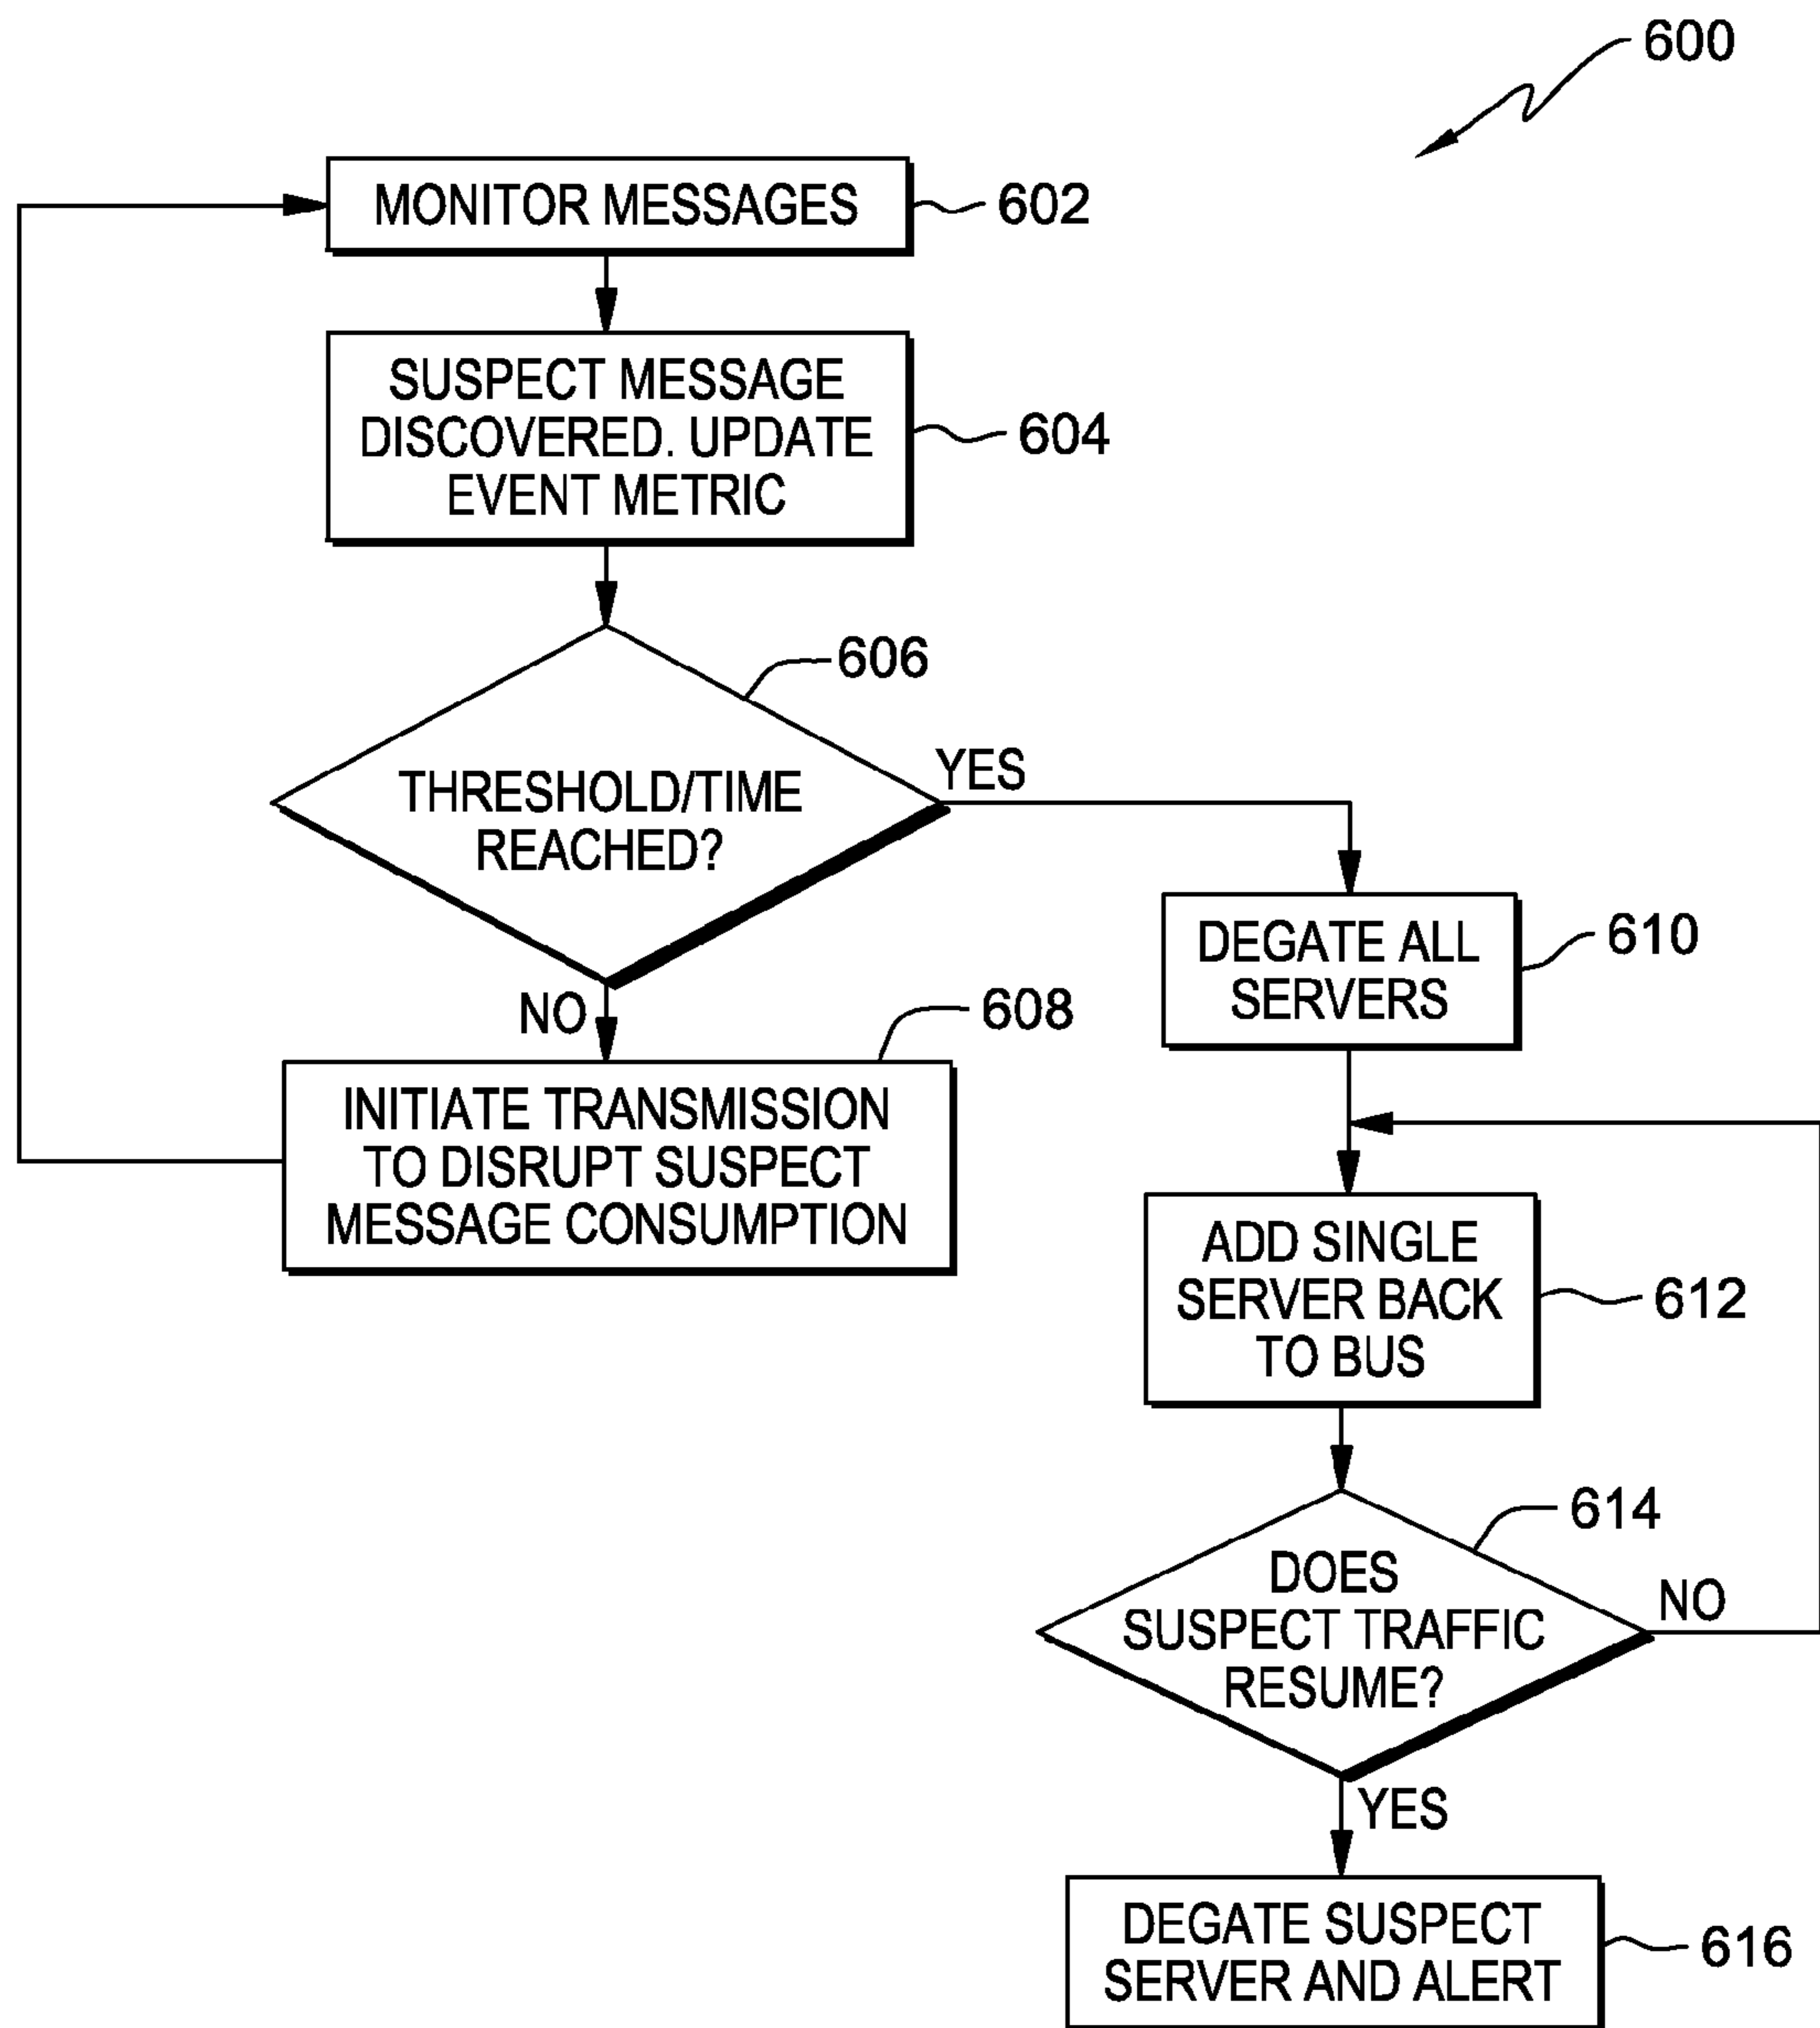 600
MONITOR MESSAGES
602
SUSPECT MESSAGE
DISCOVERED. UPDATE
EVENT METRIC
604
606
THRESHOLD/TIME
REACHED?
YES
NO
608
INITIATE TRANSMISSION
TO DISRUPT SUSPECT
MESSAGE CONSUMPTION
DEGATE ALL
SERVERS
610
ADD SINGLE
SERVER BACK
TO BUS
612
614
DOES
SUSPECT TRAFFIC
RESUME?
NO
YES
DEGATE SUSPECT
SERVER AND ALERT
616